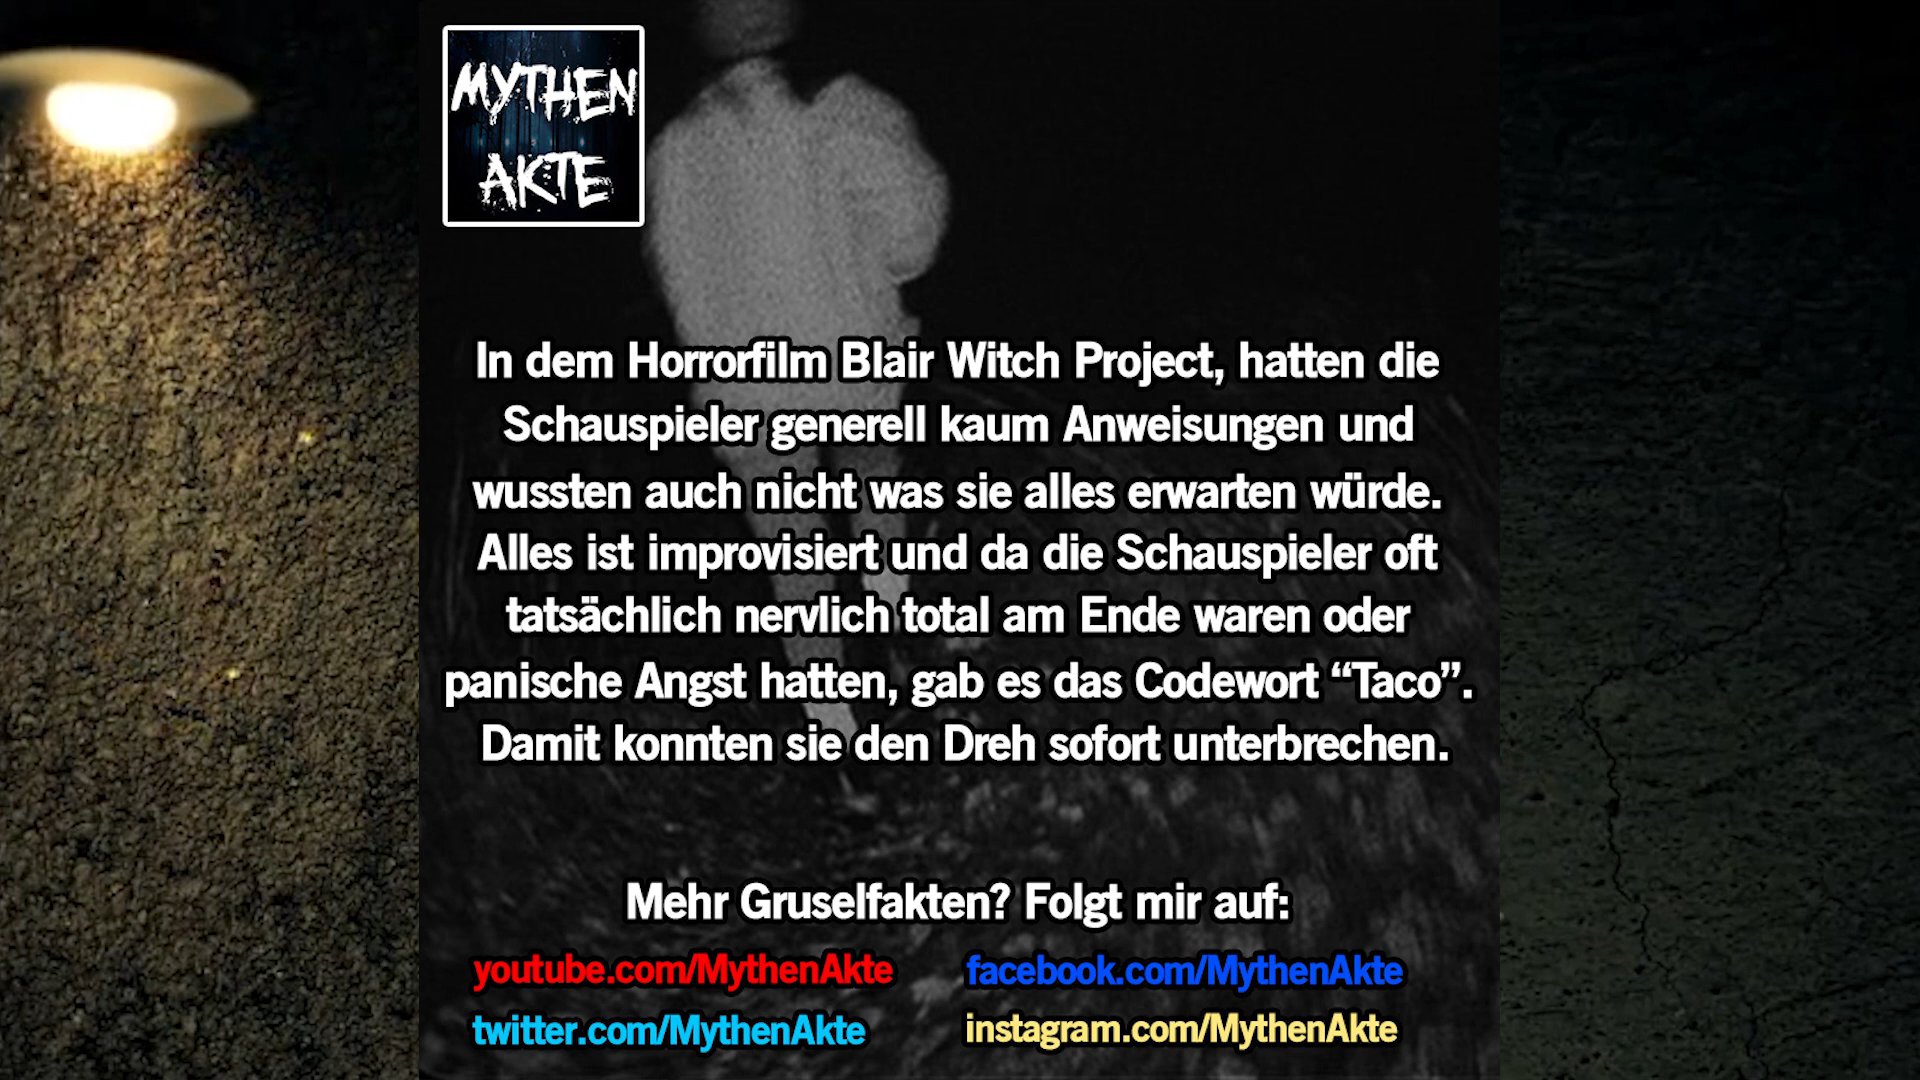 MYTHEN
AKTE
In dem Horrorfilm Blair Witch Project, hatten die
Schauspieler generell kaum Anweisungen und
wussten auch nicht was sie alles erwarten würde.
Alles ist improvisiert und da die Schauspieler oft
tatsächlich nervlich total am Ende waren oder
panische Angst hatten, gab es das Codewort “Taco”.
Damit konnten sie den Dreh sofort unterbrechen.
Mehr Gruselfakten? Folgt mir auf:
youtube.com/MythenAkte facebook.com/MythenAkte
twitter.com/MythenAkte instagram.com/MythenAkte